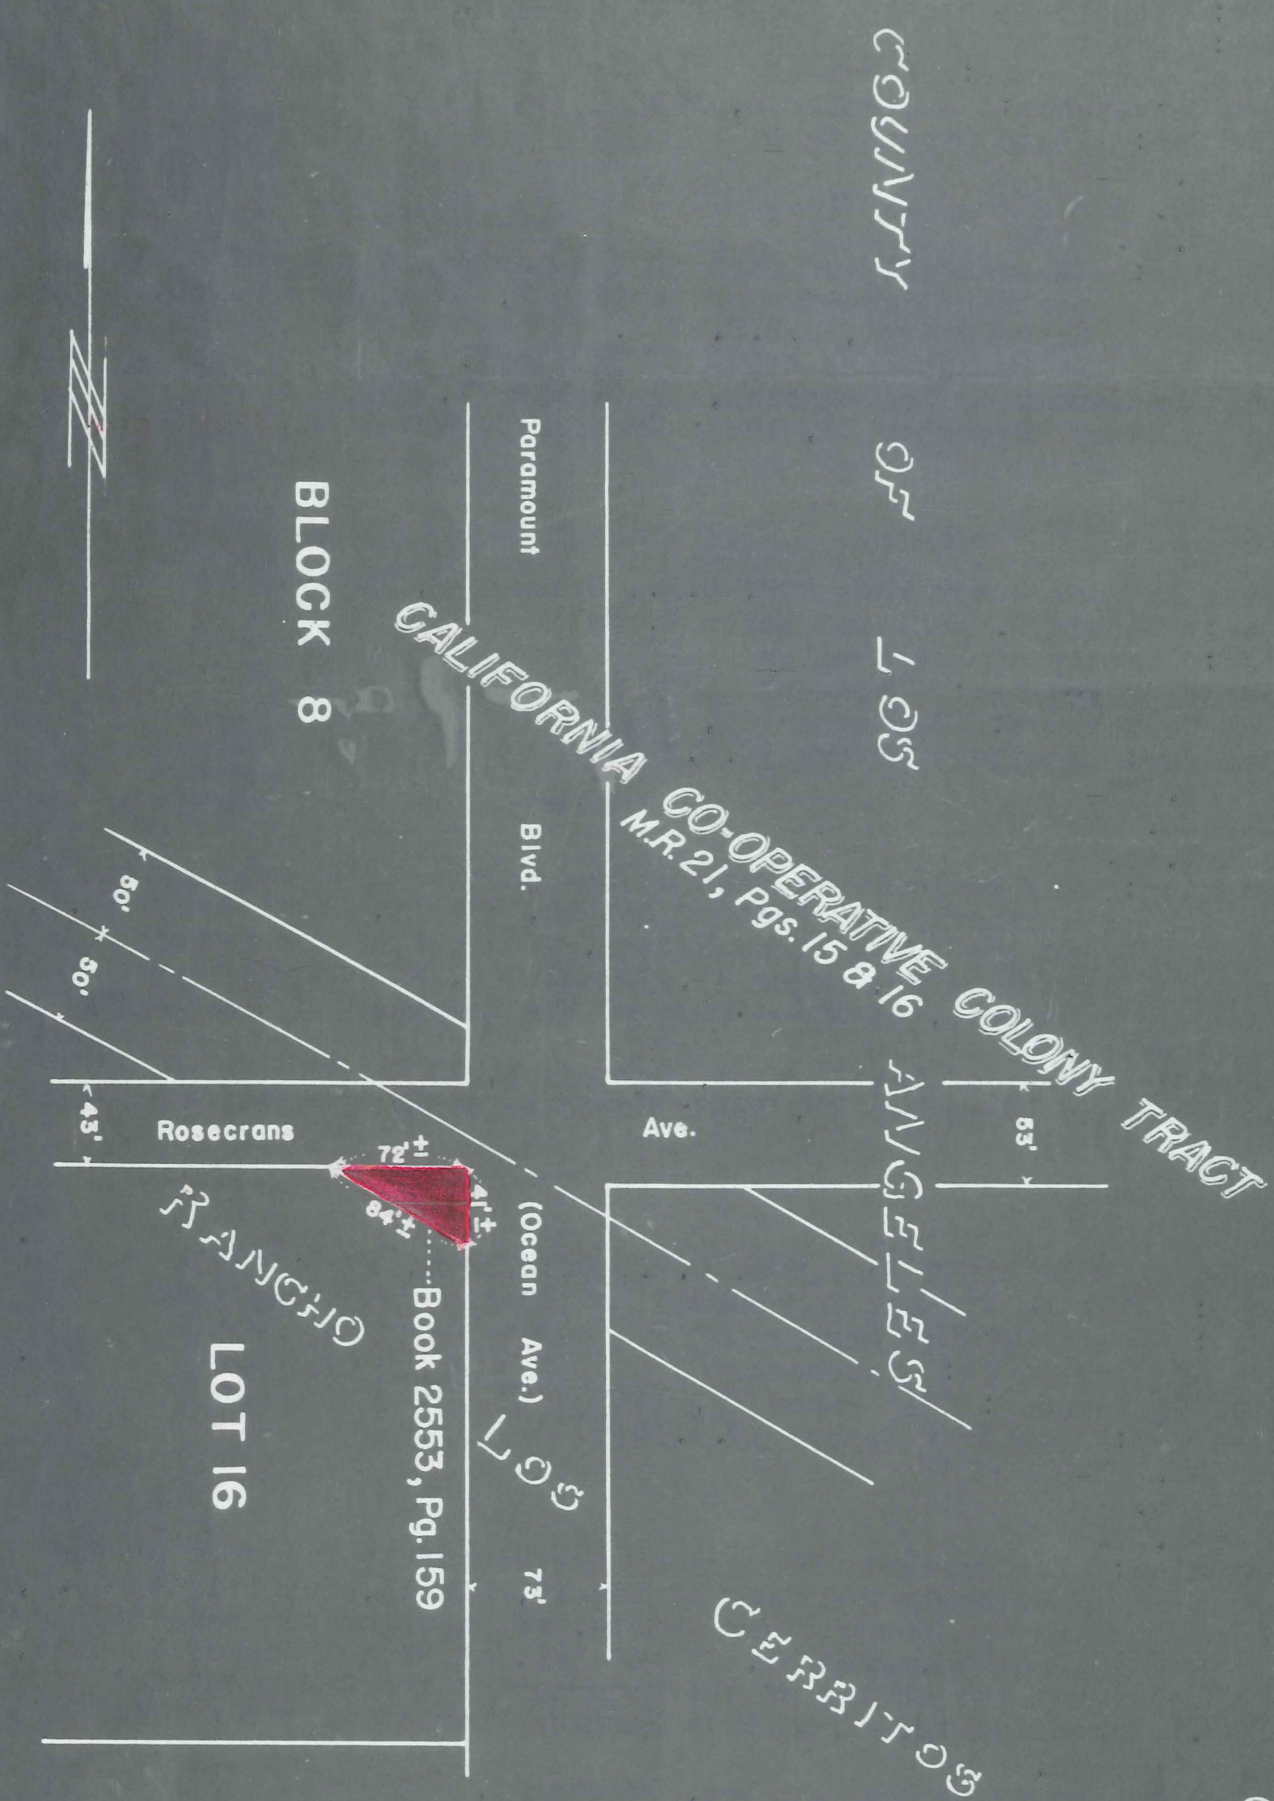 COUNTY OF LOS ANGELES
CALIFORNIA CO-OPERATIVE COLONY TRACT
M.R. 21, Pgs. 15 & 16
Paramount Blvd.
(Ocean Ave.)
73'
BLOCK 8
50'
50'
43'
Rosecrans Ave.
53'
72'±
41'±
84'±
Book 2553, Pg. 159
RANCHO LOS CERRITOS
LOT 16